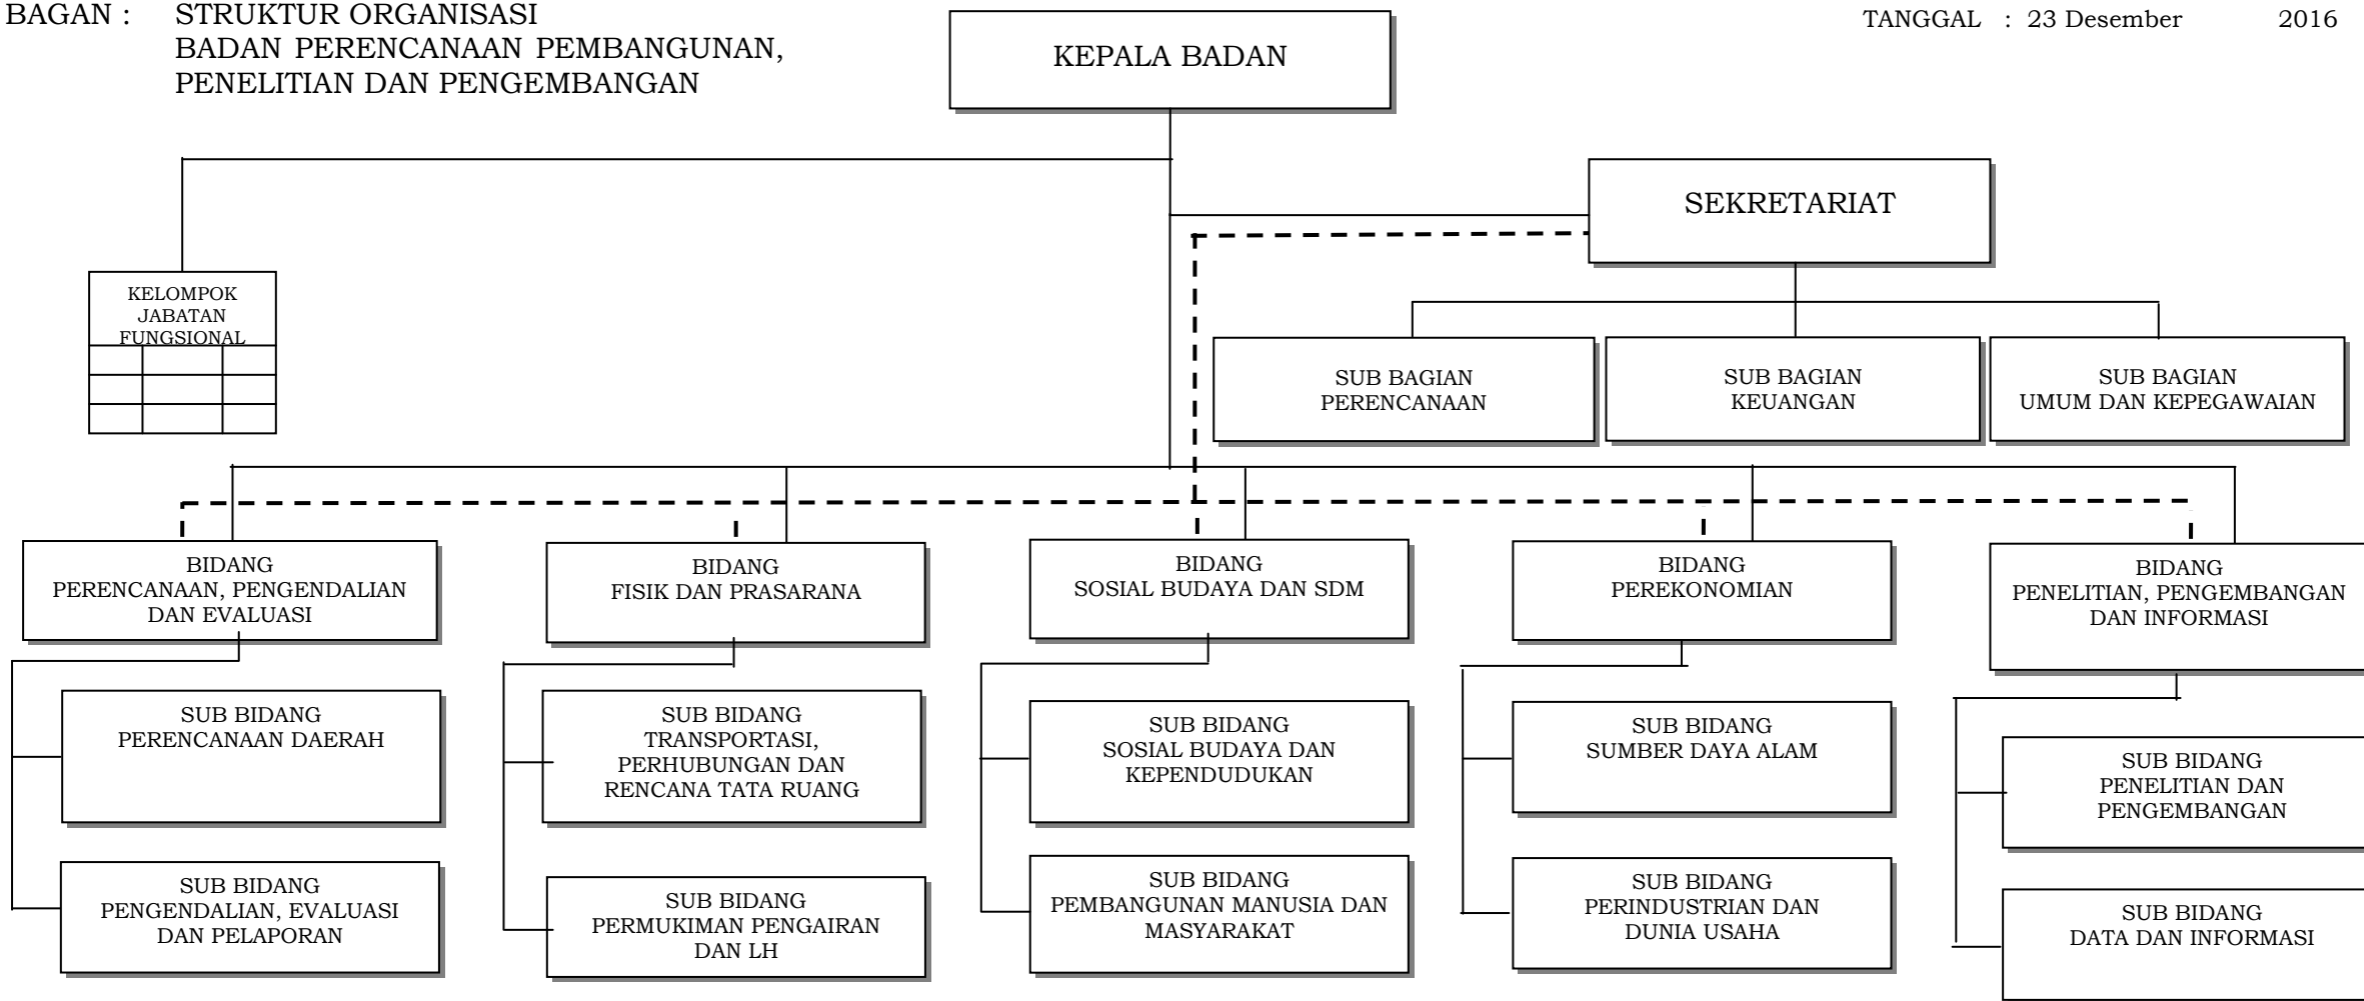 BAGAN : STRUKTUR ORGANISASI
BADAN PERENCANAAN PEMBANGUNAN,
PENELITIAN DAN PENGEMBANGAN
TANGGAL : 23 Desember 2016
KEPALA BADAN
SEKRETARIAT
KELOMPOK
JABATAN
FUNGSIONAL
SUB BAGIAN
PERENCANAAN
SUB BAGIAN
KEUANGAN
SUB BAGIAN
UMUM DAN KEPEGAWAIAN
BIDANG
PERENCANAAN, PENGENDALIAN
DAN EVALUASI
BIDANG
FISIK DAN PRASARANA
BIDANG
SOSIAL BUDAYA DAN SDM
BIDANG
PEREKONOMIAN
BIDANG
PENELITIAN, PENGEMBANGAN
DAN INFORMASI
SUB BIDANG
PERENCANAAN DAERAH
SUB BIDANG
TRANSPORTASI,
PERHUBUNGAN DAN
RENCANA TATA RUANG
SUB BIDANG
SOSIAL BUDAYA DAN
KEPENDUDUKAN
SUB BIDANG
SUMBER DAYA ALAM
SUB BIDANG
PENELITIAN DAN
PENGEMBANGAN
SUB BIDANG
PENGENDALIAN, EVALUASI
DAN PELAPORAN
SUB BIDANG
PERMUKIMAN PENGAIRAN
DAN LH
SUB BIDANG
PEMBANGUNAN MANUSIA DAN
MASYARAKAT
SUB BIDANG
PERINDUSTRIAN DAN
DUNIA USAHA
SUB BIDANG
DATA DAN INFORMASI